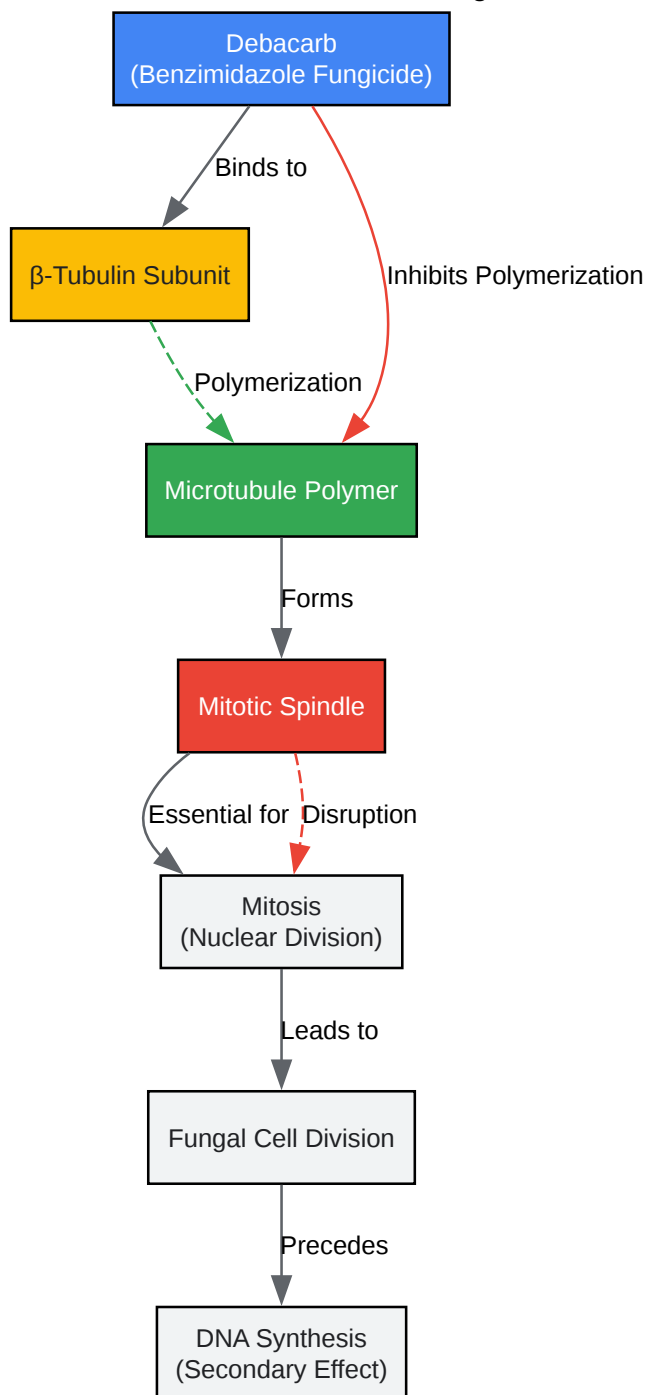 Debacarb
(Benzimidazole Fungicide)
Binds to
β-Tubulin Subunit
Inhibits Polymerization
Polymerization
Microtubule Polymer
Forms
Mitotic Spindle
Essential for
Disruption
Mitosis
(Nuclear Division)
Leads to
Fungal Cell Division
Precedes
DNA Synthesis
(Secondary Effect)